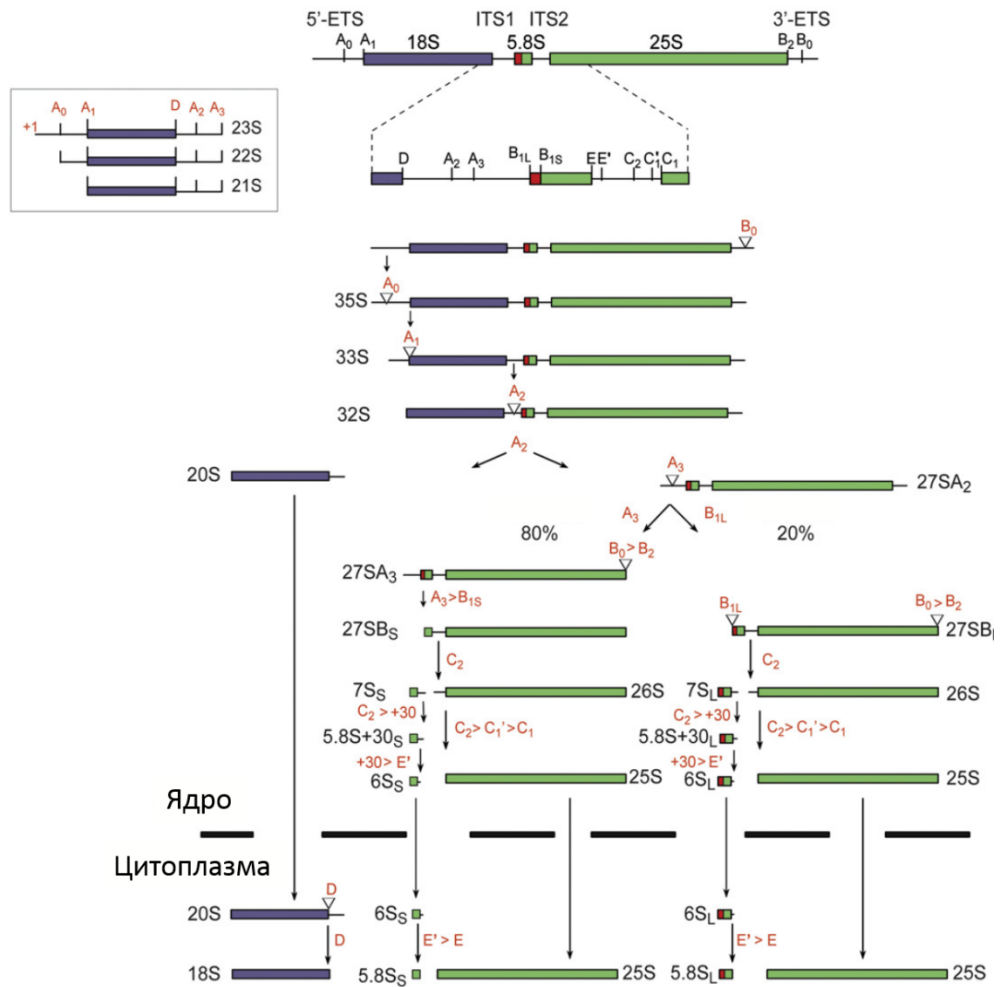 5'-ETS ITS1 ITS2 3'-ETS
A0 A1 18S 5.8S 25S B2 B0
A0 A1 D A2 A3
+1 23S
22S
21S
D A2 A3 B1L B1S EE' C2 C1' C1
B0
A0
35S
A1
33S
A2
32S
A2
20S
A3
27SA2
A3 B1L
80% 20%
B0 > B2
27SA3
A3>B1S
B1L B0 > B2
27SBS 27SB
C2 C2
7SS 26S 7SL 26S
C2 > +30 C2 > +30
C2> C1'> C1 C2> C1'> C1
5.8S+30S 5.8S+30L
+30> E' +30> E'
6SS 25S 6SL 25S
Ядро
Цитоплазма
D
20S 6SS 6SL
D E' > E E' > E
18S 5.8SS 25S 5.8SL 25S